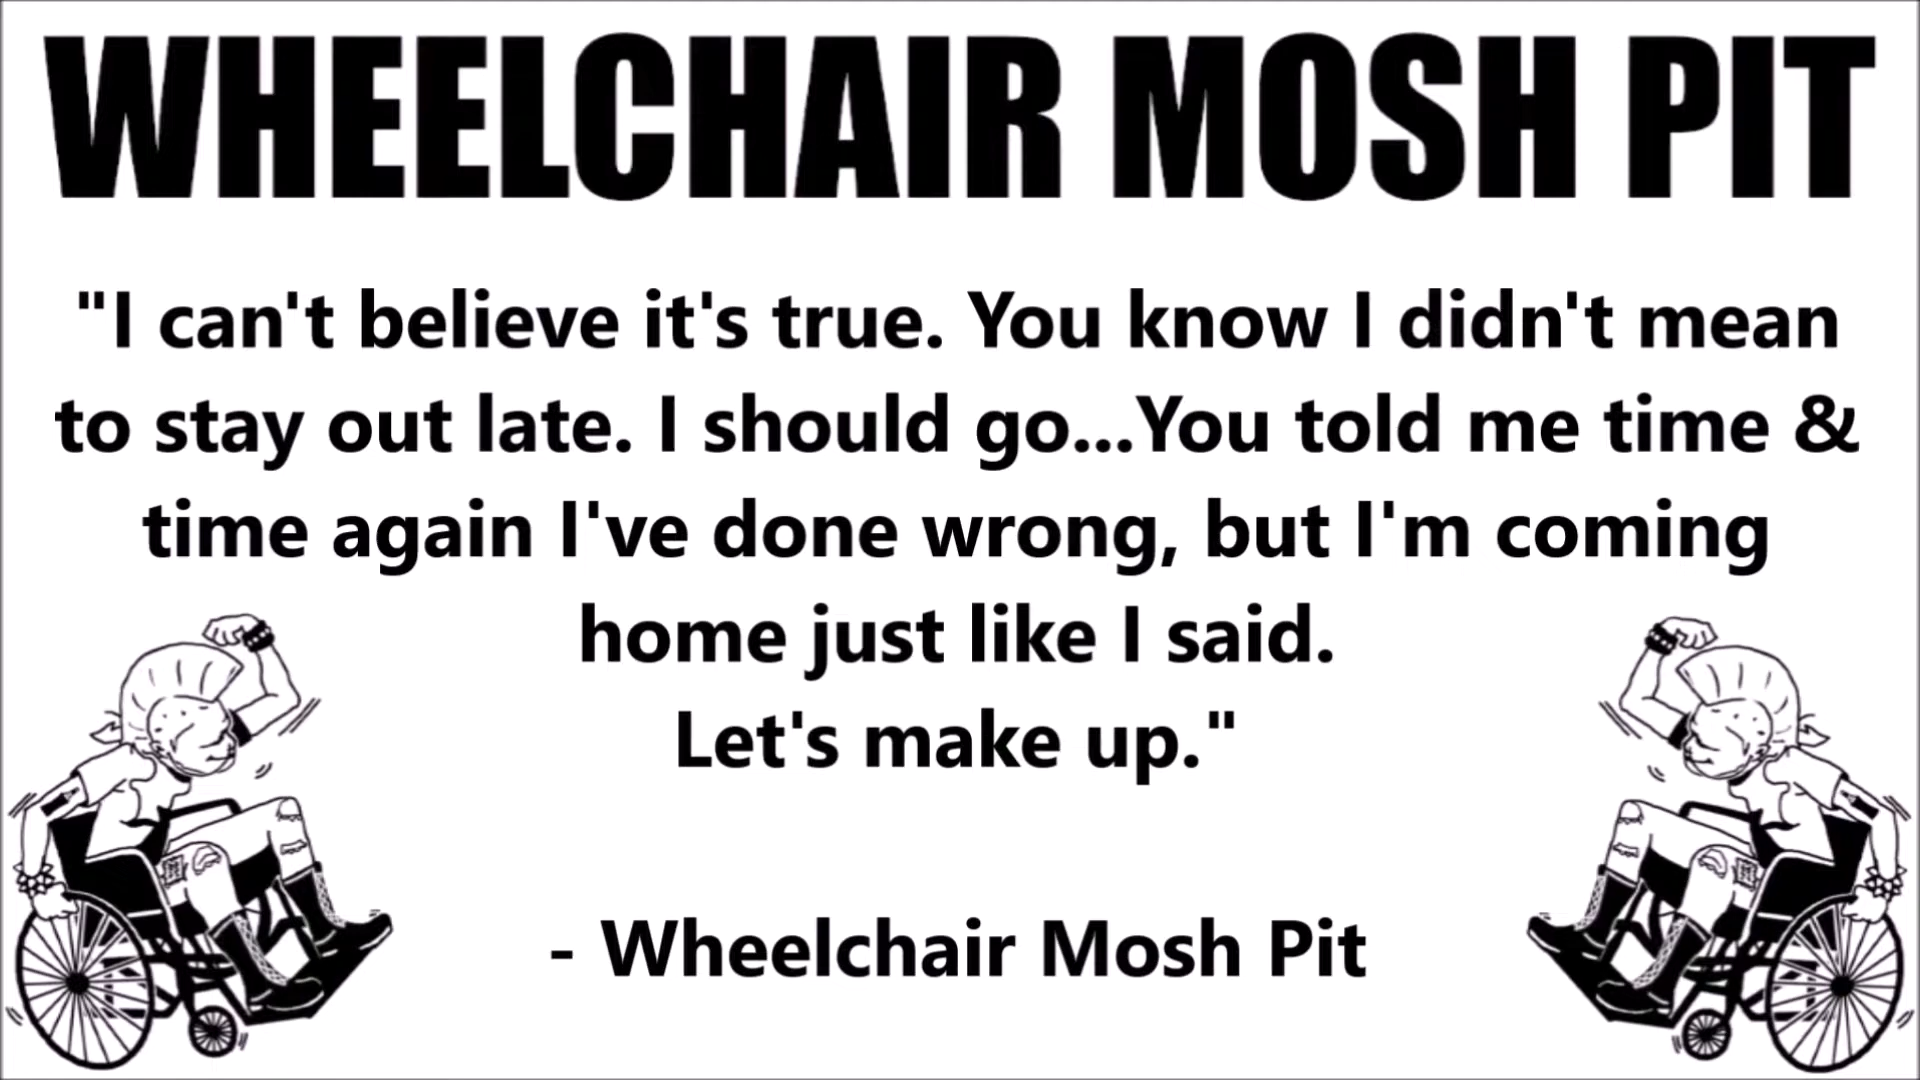 WHEELCHAIR MOSH PIT
"I can't believe it's true. You know I didn't mean
to stay out late. I should go...You told me time &
time again I've done wrong, but I'm coming
home just like I said.
Let's make up."
- Wheelchair Mosh Pit